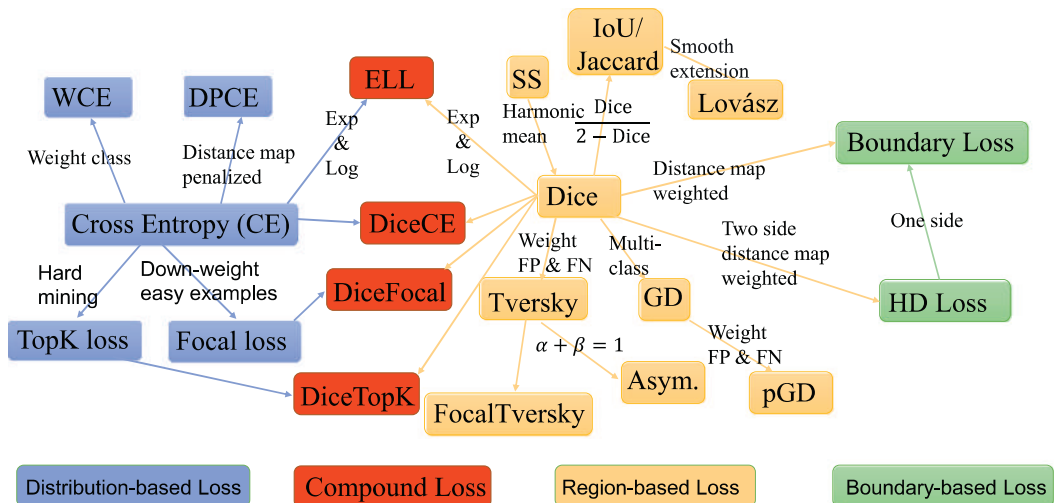 IoU/
Jaccard
Smooth
extension
Lovász
SS
ELL
WCE
DPCE
Harmonic
mean
Dice
2 − Dice
Exp
&
Log
Exp
&
Log
Weight class
Distance map
penalized
Distance map
weighted
Boundary Loss
Cross Entropy (CE)
DiceCE
Dice
One side
Two side
distance map
weighted
Weight
FP & FN
Multi-
class
Hard
mining
Down-weight
easy examples
DiceFocal
Tversky
GD
HD Loss
TopK loss
Focal loss
α + β = 1
Weight
FP & FN
DiceTopK
FocalTversky
Asym.
pGD
Distribution-based Loss
Compound Loss
Region-based Loss
Boundary-based Loss